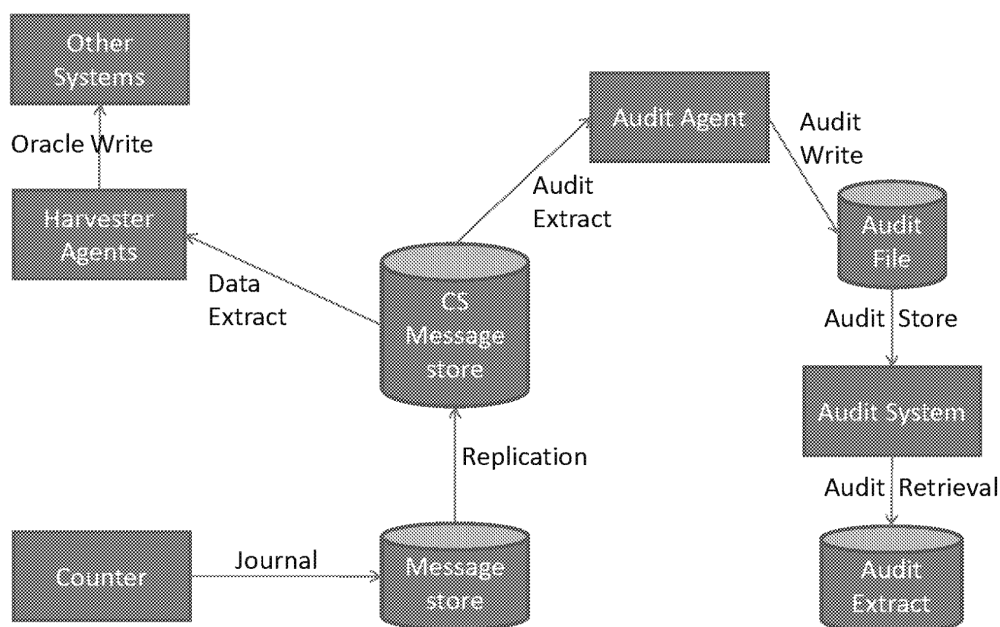 Other
Systems
Oracle Write
Harvester
Agents
Data
Extract
Audit Agent
Audit
Write
Audit
Extract
Audit
File
CS
Message
store
Audit Store
Audit System
Replication
Audit Retrieval
Counter
Journal
Message
store
Audit
Extract